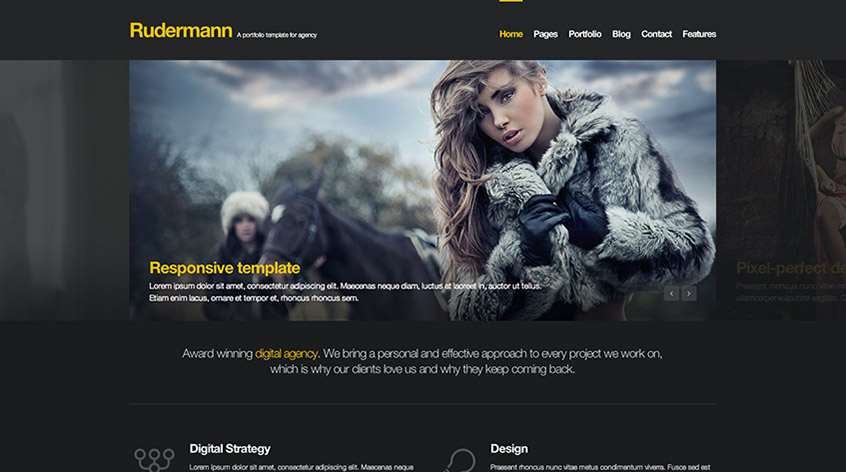 Rudermann A portfolio template for agency
Home Pages Portfolio Blog Contact Features
Responsive template
Lorem ipsum dolor sit amet, consectetur adipiscing elit. Maecenas neque diam, luctus at laoreet in, auctor ut tellus.
Etiam enim lacus, ornare et tempor et, rhoncus rhoncus sem.
Pixel-perfect de
Praesent rhoncus nunc vitae met
ullamcorper vulputate sagittis. Q
Award winning digital agency. We bring a personal and effective approach to every project we work on,
which is why our clients love us and why they keep coming back.
Digital Strategy
Lorem ipsum dolor sit amet, consectetur adipiscing elit. Maecenas neque
Design
Praesent rhoncus nunc vitae metus condimentum viverra. Fusce sed est